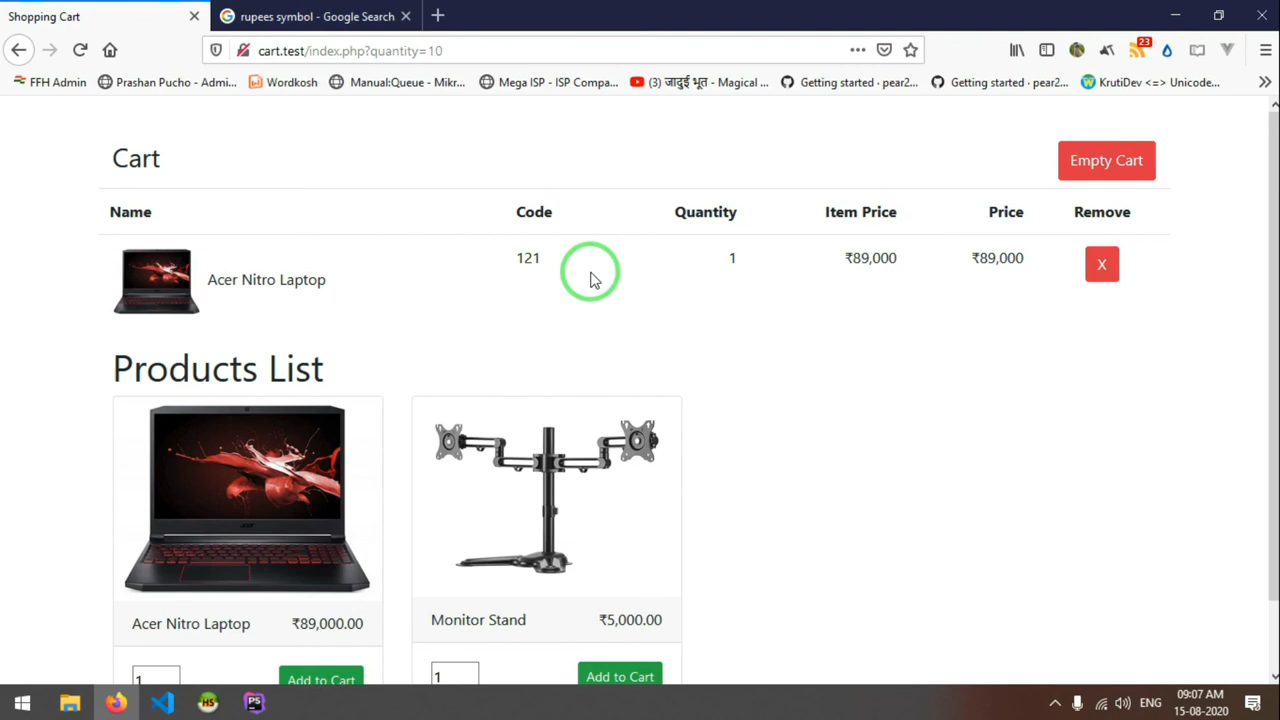 Shopping Cart
rupees symbol - Google Search
cart.test/index.php?quantity=10
23
FFH Admin
Prashan Pucho - Admi...
Wordkosh
Manual:Queue - Mikr...
Mega ISP - ISP Compa...
(3) जादुई भूत - Magical ...
Getting started · pear2...
Getting started · pear2...
KrutiDev <=> Unicode...
Cart
Empty Cart
Name Code Quantity Item Price Price Remove
Acer Nitro Laptop 121 1 ₹89,000 ₹89,000 X
Products List
Acer Nitro Laptop ₹89,000.00
1 Add to Cart
Monitor Stand ₹5,000.00
1 Add to Cart
HS
PS
ENG
09:07 AM
15-08-2020